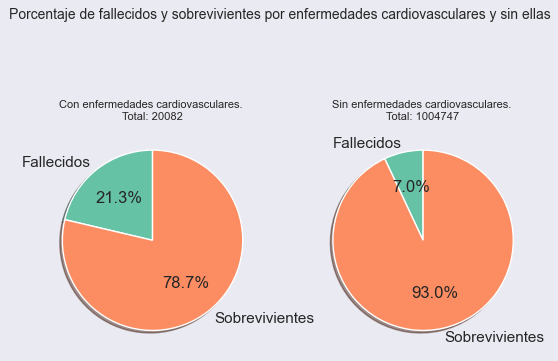 Porcentaje de fallecidos y sobrevivientes por enfermedades cardiovasculares y sin ellas
Con enfermedades cardiovasculares.
Total: 20082
Fallecidos
21.3%
78.7%
Sobrevivientes
Sin enfermedades cardiovasculares.
Total: 1004747
Fallecidos
7.0%
93.0%
Sobrevivientes